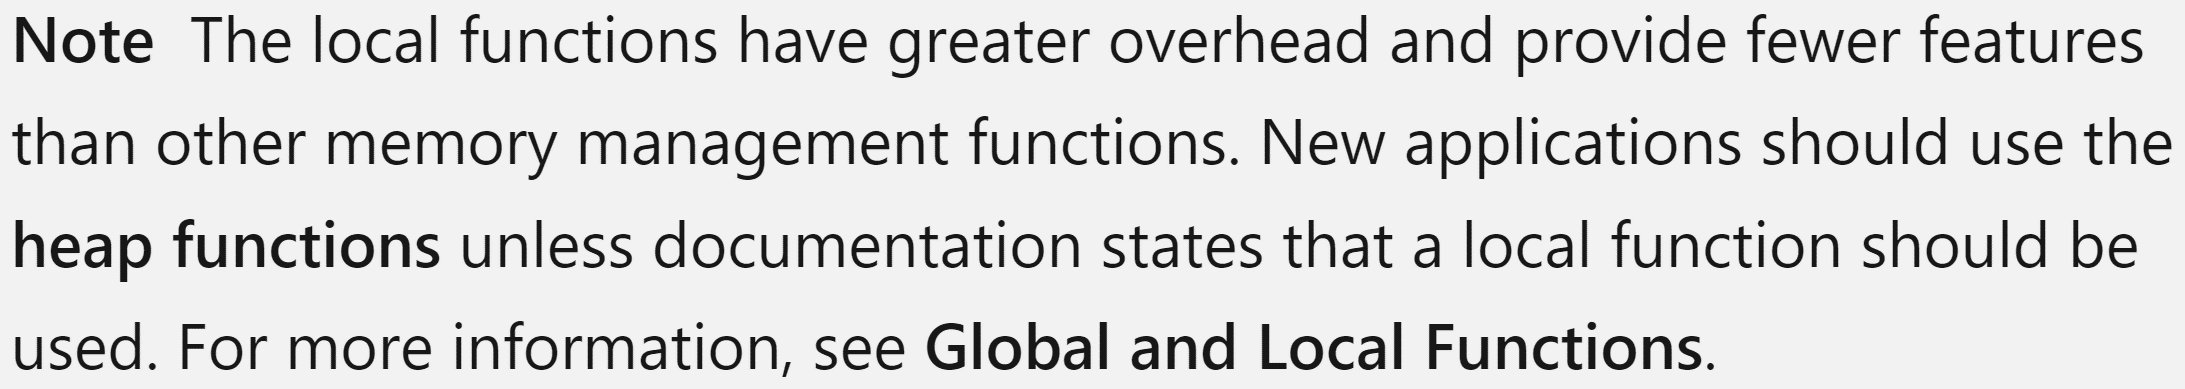 Note  The local functions have greater overhead and provide fewer features
than other memory management functions. New applications should use the
heap functions unless documentation states that a local function should be
used. For more information, see Global and Local Functions.